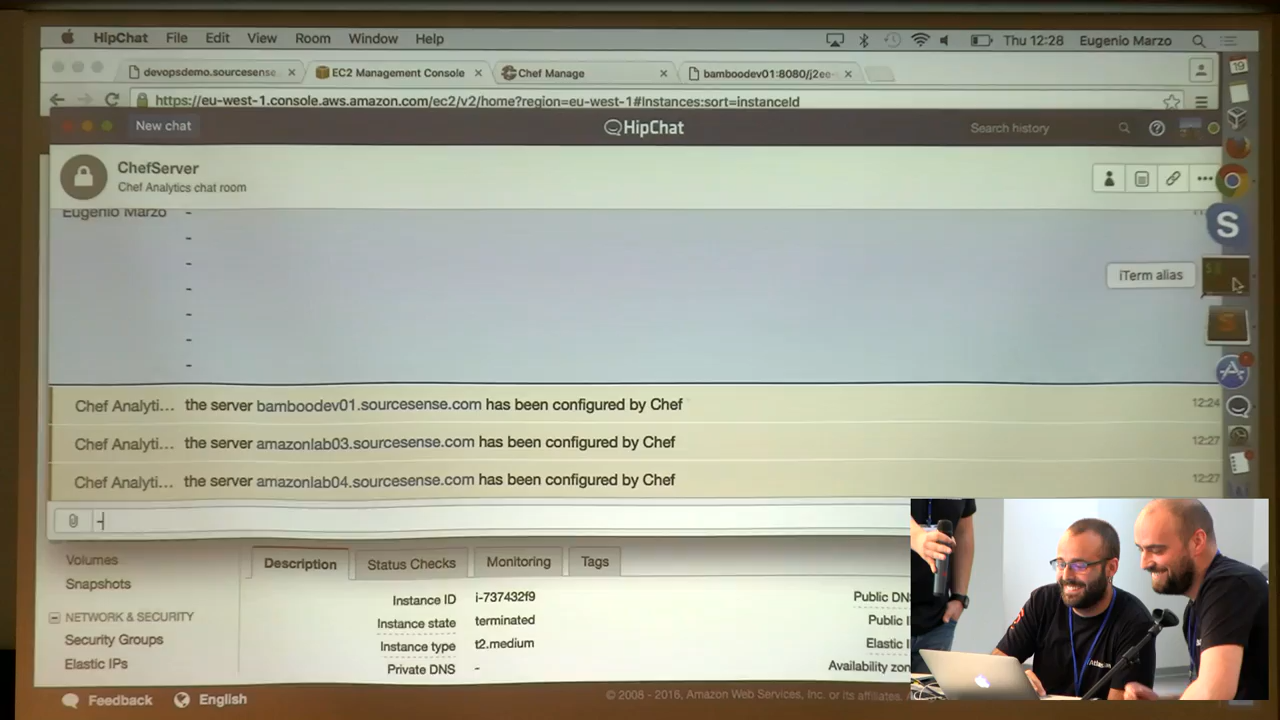 HipChat File Edit View Room Window Help Thu 12:28 Eugenio Marzo
devopsdemo.sourcesense EC2 Management Console Chef Manage bamboodev01:8080/j2ee-
https://eu-west-1.console.aws.amazon.com/ec2/v2/home?region=eu-west-1#Instances:sort=instanceId
New chat HipChat Search history
ChefServer
Chef Analytics chat room
Eugenio Marzo -
-
-
-
-
-
-
iTerm alias
Chef Analyti... the server bamboodev01.sourcesense.com has been configured by Chef 12:24
Chef Analyti... the server amazonlab03.sourcesense.com has been configured by Chef 12:27
Chef Analyti... the server amazonlab04.sourcesense.com has been configured by Chef 12:27
-
Volumes
Snapshots
NETWORK & SECURITY
Security Groups
Elastic IPs
Description Status Checks Monitoring Tags
Instance ID i-737432f9 Public DN
Instance state terminated Public I
Instance type t2.medium Elastic I
Private DNS - Availability zon
Feedback English © 2008 - 2016, Amazon Web Services, Inc. or its affiliates.